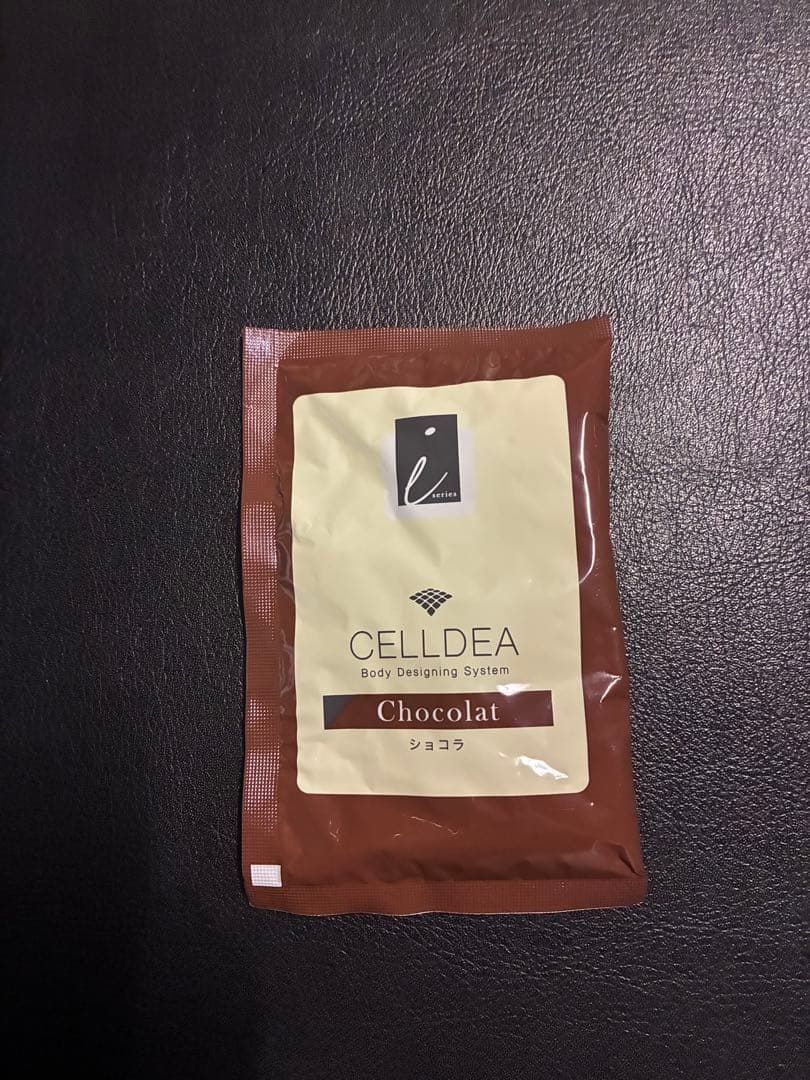 i
series
CELLDEA
Body Designing System
Chocolat
ショコラ